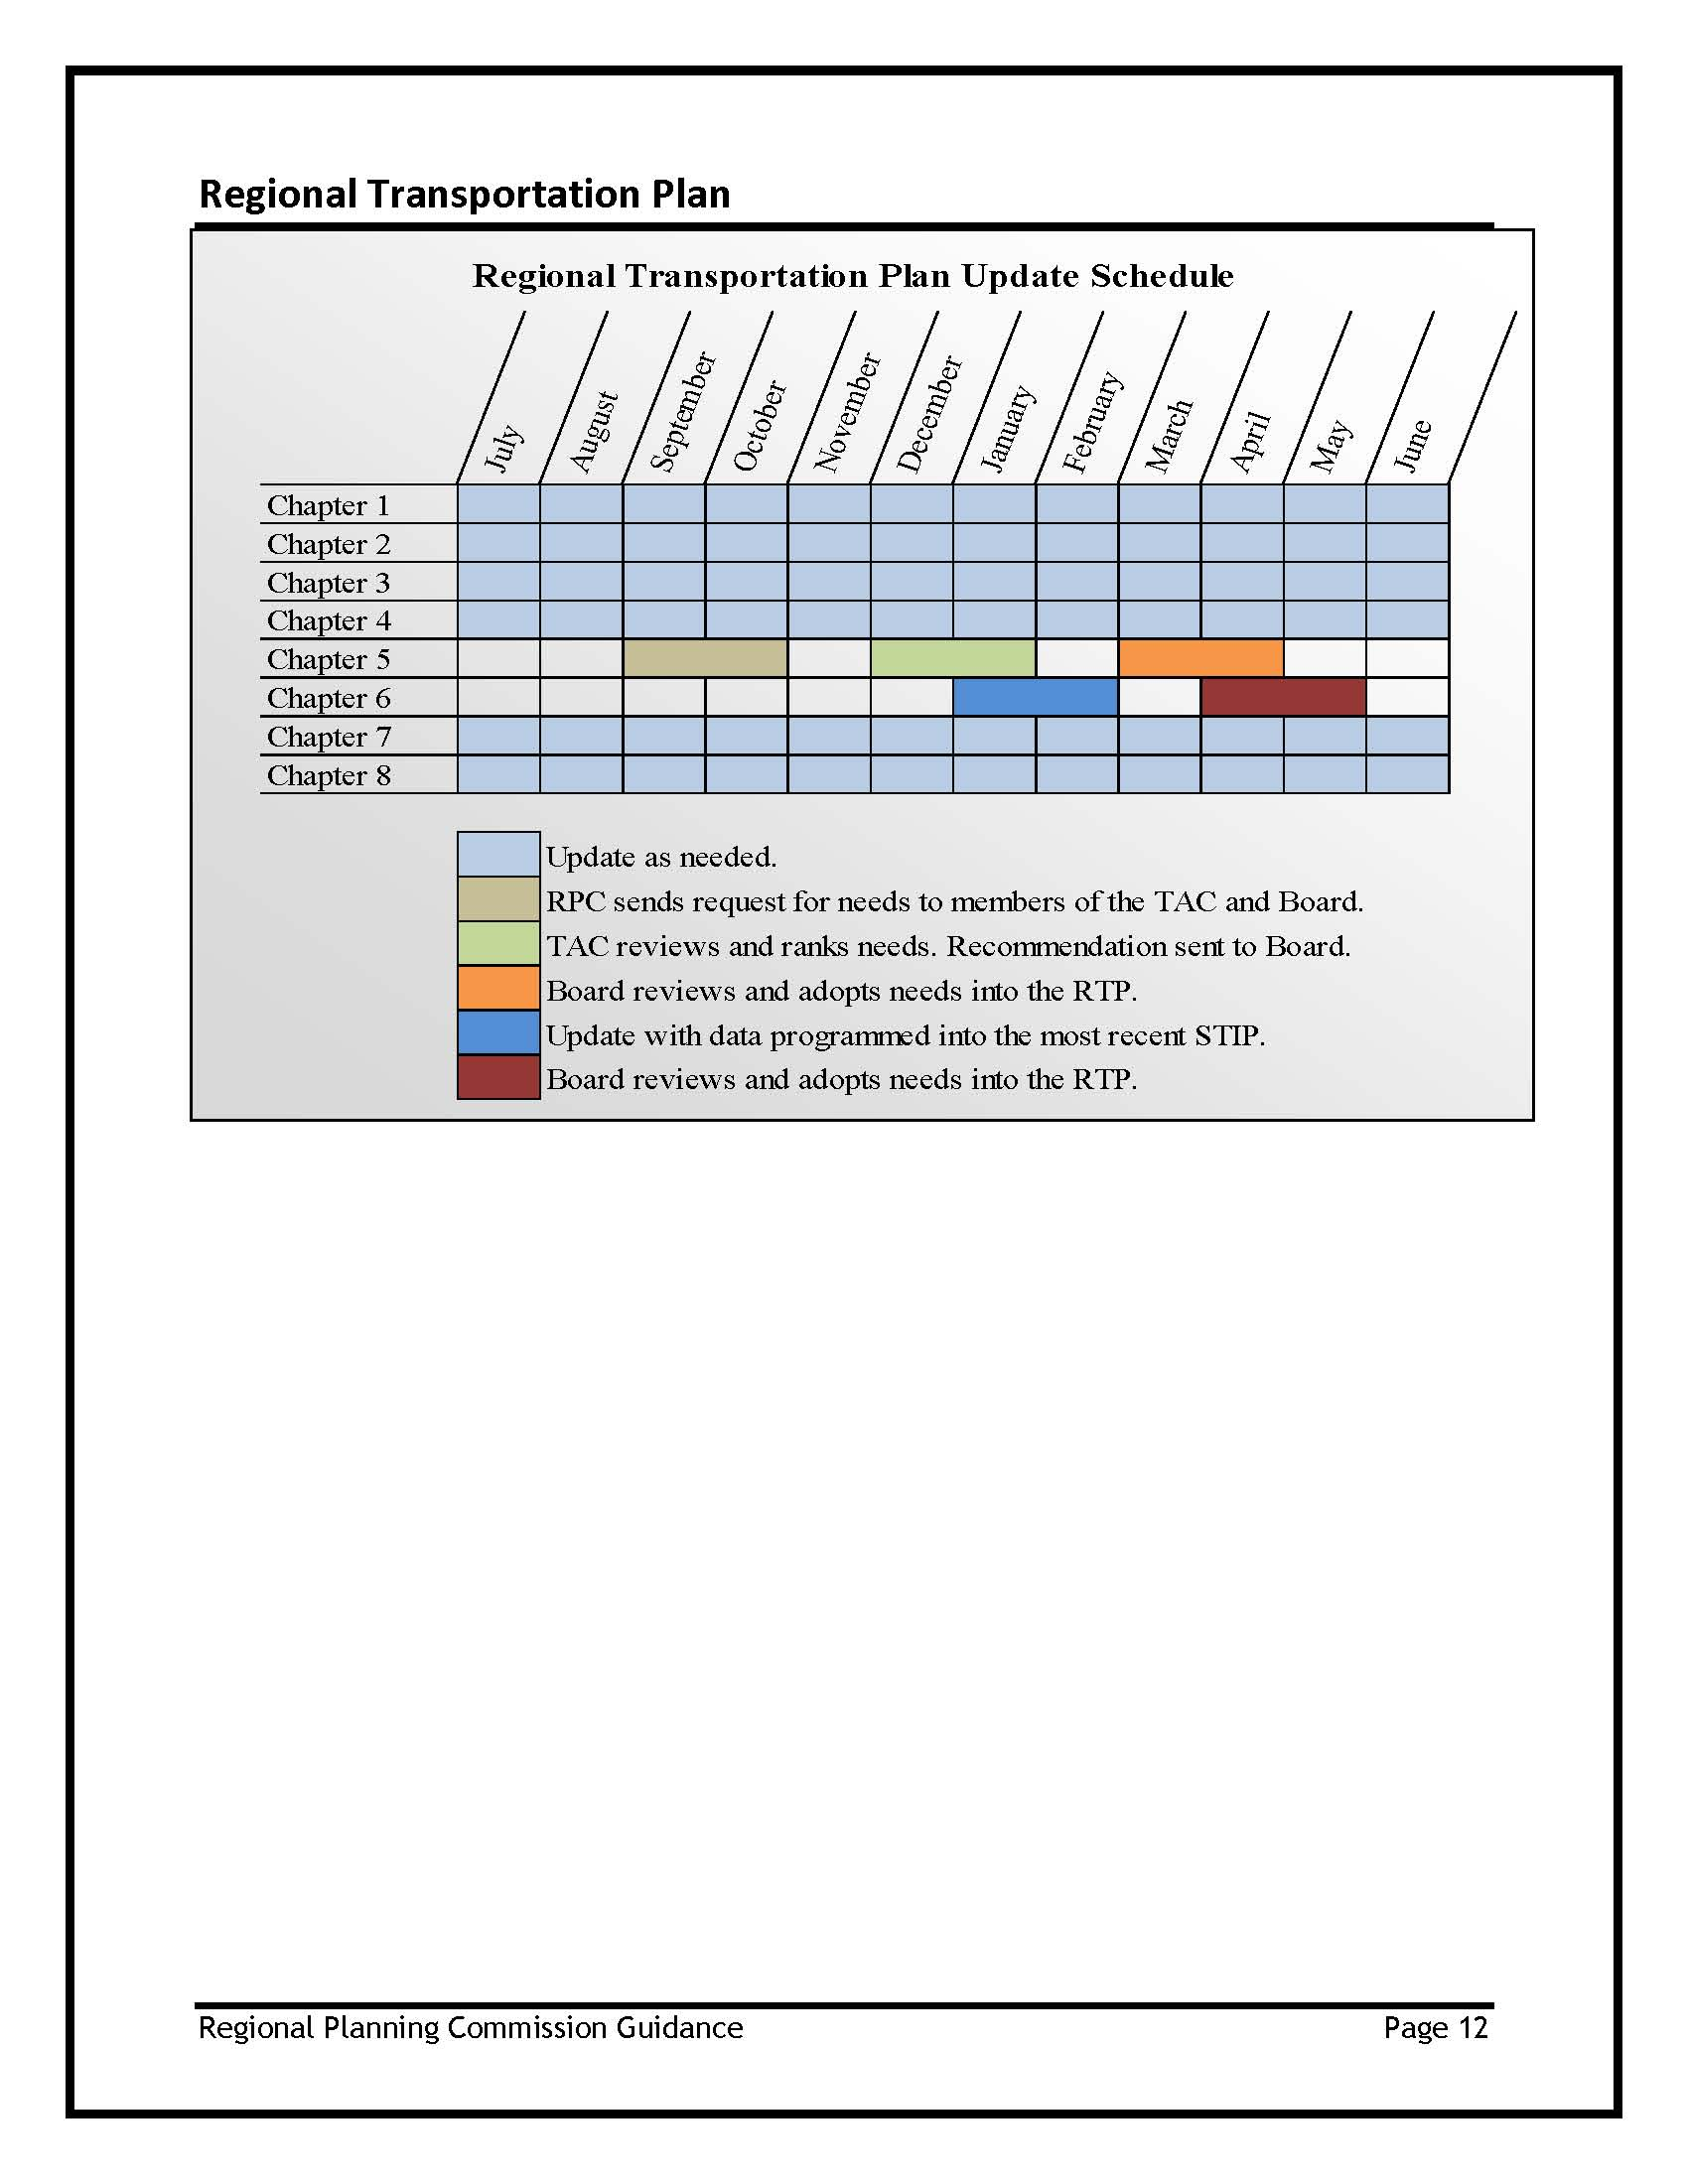 Regional Transportation Plan
Regional Transportation Plan Update Schedule
July
August
September
October
November
December
January
February
March
April
May
June
Chapter 1
Chapter 2
Chapter 3
Chapter 4
Chapter 5
Chapter 6
Chapter 7
Chapter 8
Update as needed.
RPC sends request for needs to members of the TAC and Board.
TAC reviews and ranks needs. Recommendation sent to Board.
Board reviews and adopts needs into the RTP.
Update with data programmed into the most recent STIP.
Board reviews and adopts needs into the RTP.
Regional Planning Commission Guidance Page 12